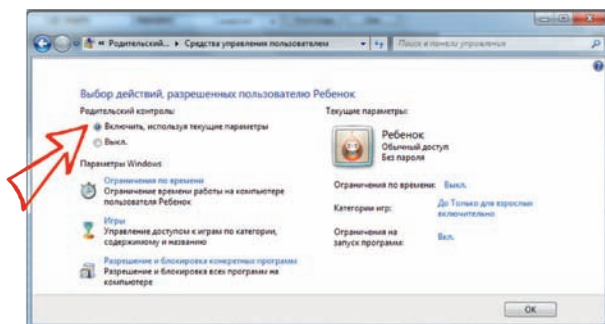 « Родительский... ▸ Средства управления пользователем
Поиск в панели управления
Выбор действий, разрешенных пользователю Ребенок
Родительский контроль:
Включить, используя текущие параметры
Выкл.
Параметры Windows
Ограничения по времени
Ограничение времени работы на компьютере
пользователя Ребенок
Игры
Управление доступом к играм по категории,
содержимому и названию
Разрешение и блокировка конкретных программ
Разрешение и блокировка всех программ на
компьютере
Текущие параметры:
Ребенок
Обычный доступ
Без пароля
Ограничения по времени: Выкл.
Категории игр: До Только для взрослых
включительно
Ограничения на
запуск программ: Вкл.
OK